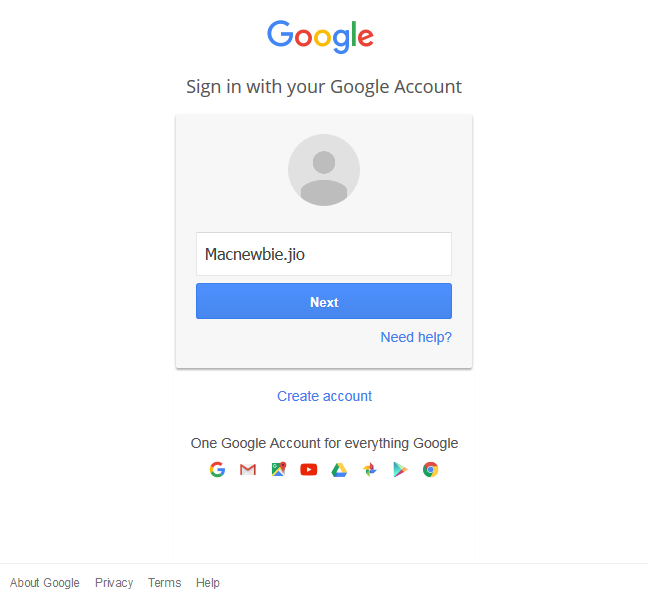 Google
Sign in with your Google Account
Macnewbie.jio
Next
Need help?
Create account
One Google Account for everything Google
About Google Privacy Terms Help